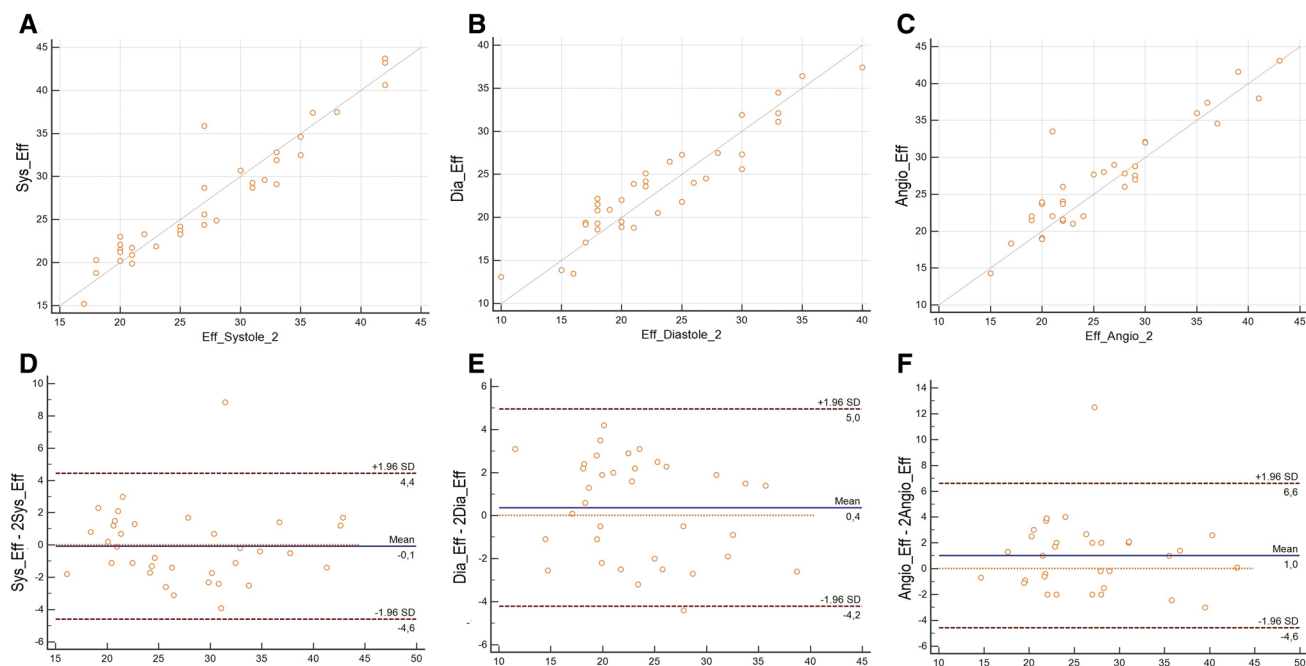 A
45
40
35
30
25
20
15
Sys_Eff
15 20 25 30 35 40 45
Eff_Systole_2
B
40
35
30
25
20
15
10
Dia_Eff
10 15 20 25 30 35 40
Eff_Diastole_2
C
45
40
35
30
25
20
15
10
Angio_Eff
10 15 20 25 30 35 40 45
Eff_Angio_2
D
10
8
6
4
2
0
-2
-4
-6
Sys_Eff - 2Sys_Eff
+1.96 SD
4,4
Mean
-0,1
-1.96 SD
-4,6
15 20 25 30 35 40 45 50
E
6
4
2
0
-2
-4
-6
Dia_Eff - 2Dia_Eff
+1.96 SD
5,0
Mean
0,4
-1.96 SD
-4,2
10 15 20 25 30 35 40 45
F
14
12
10
8
6
4
2
0
-2
-4
-6
Angio_Eff - 2Angio_Eff
+1.96 SD
6,6
Mean
1,0
-1.96 SD
-4,6
10 15 20 25 30 35 40 45 50